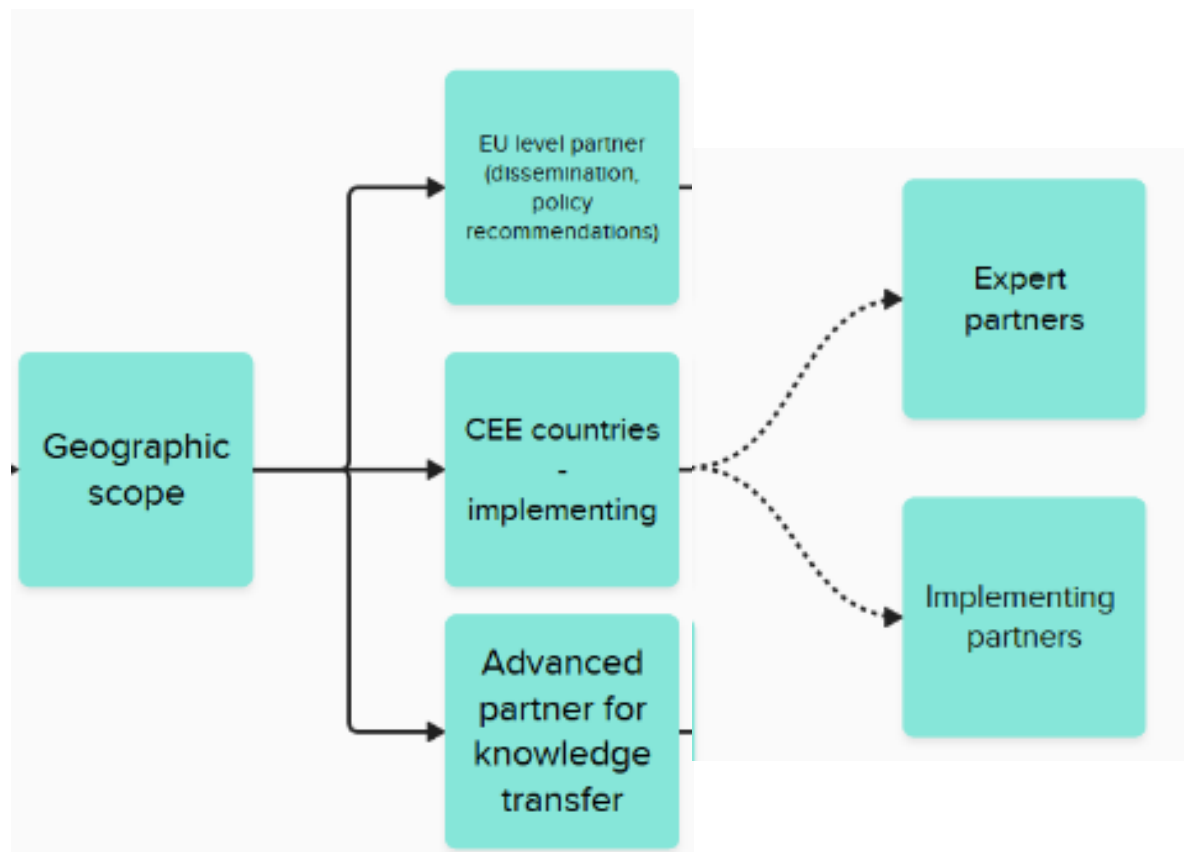 Geographic
scope
EU level partner
(dissemination,
policy
recommendations)
CEE countries
-
implementing
Advanced
partner for
knowledge
transfer
Expert
partners
Implementing
partners